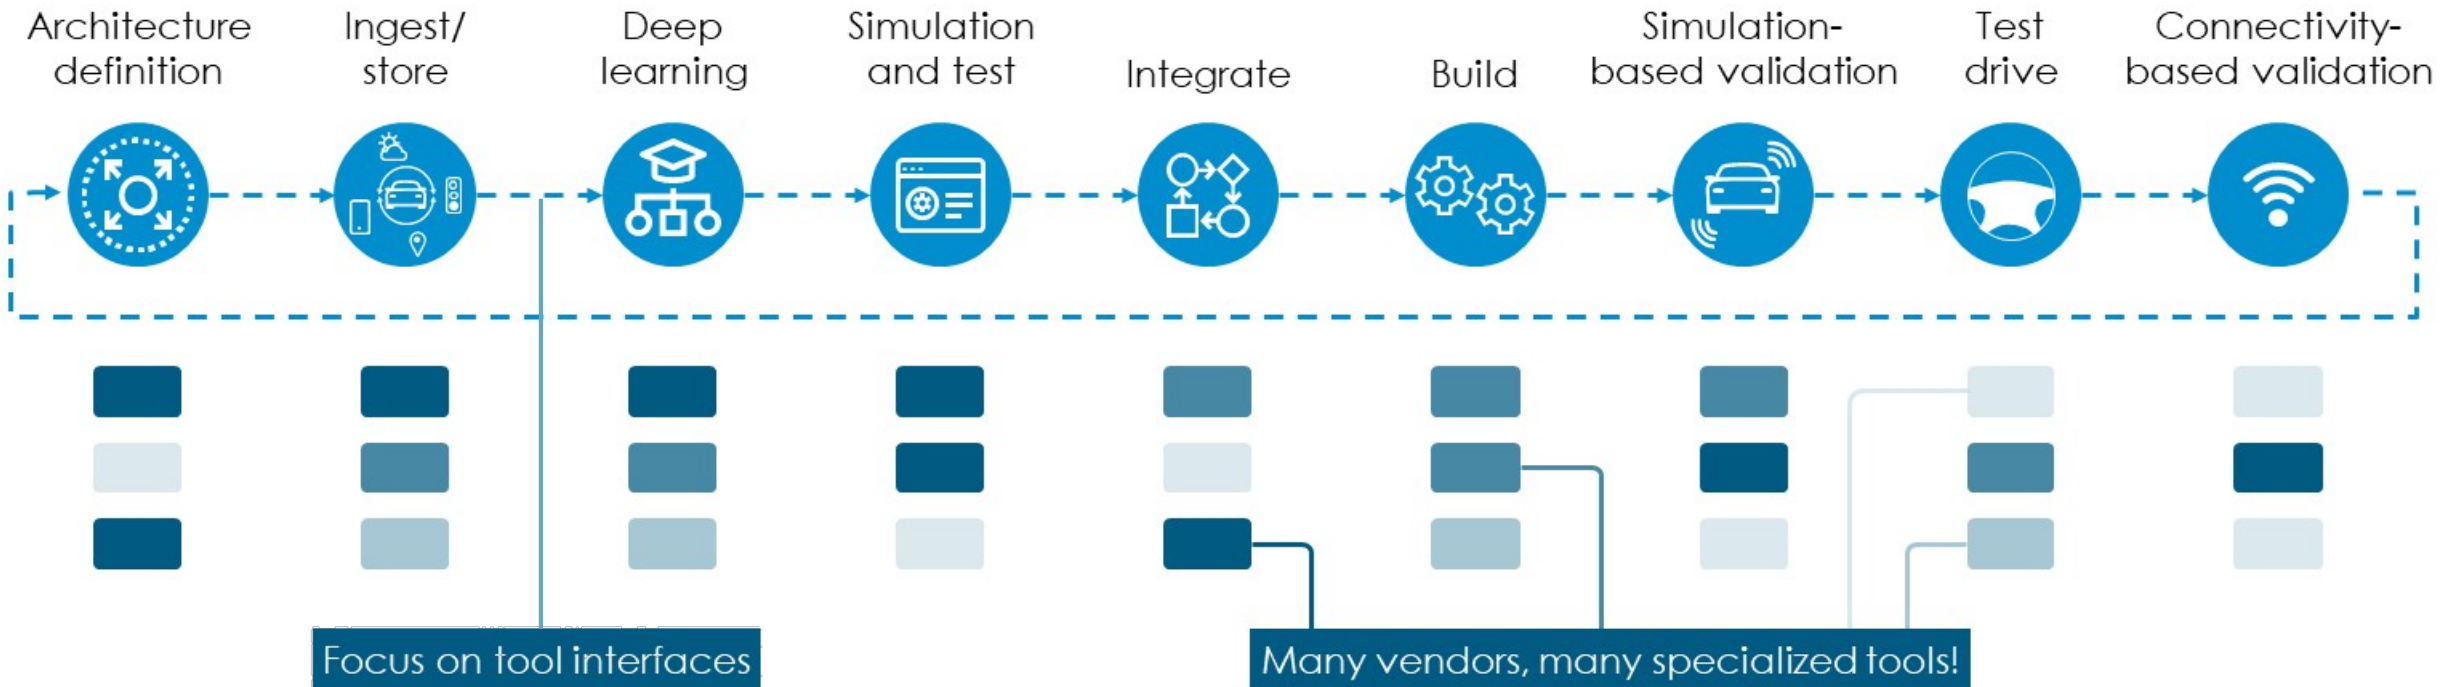 Architecture
definition
Ingest/
store
Deep
learning
Simulation
and test
Integrate
Build
Simulation-
based validation
Test
drive
Connectivity-
based validation
Focus on tool interfaces
Many vendors, many specialized tools!